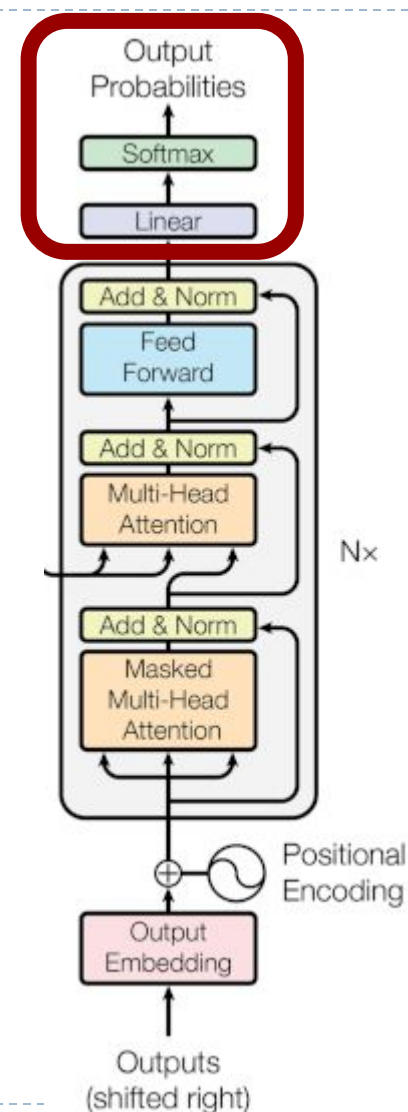 Output
Probabilities
Softmax
Linear
Add & Norm
Feed
Forward
Add & Norm
Multi-Head
Attention
N×
Add & Norm
Masked
Multi-Head
Attention
Positional
Encoding
Output
Embedding
Outputs
(shifted right)